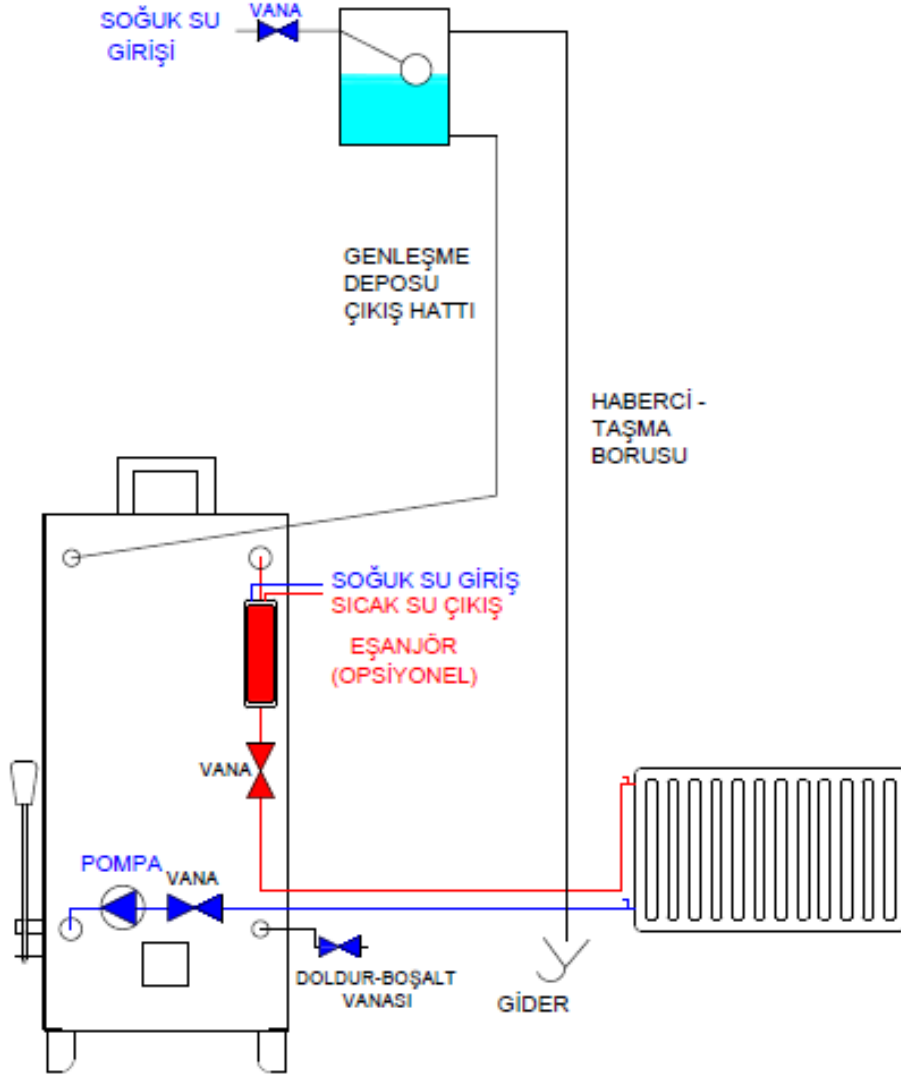 SOĞUK SU
GİRİŞİ
VANA
GENLEŞME
DEPOSU
ÇIKIŞ HATTI
HABERCİ -
TAŞMA
BORUSU
SOĞUK SU GİRİŞ
SICAK SU ÇIKIŞ
EŞANJÖR
(OPSİYONEL)
VANA
POMPA
VANA
DOLDUR-BOŞALT
VANASI
GİDER